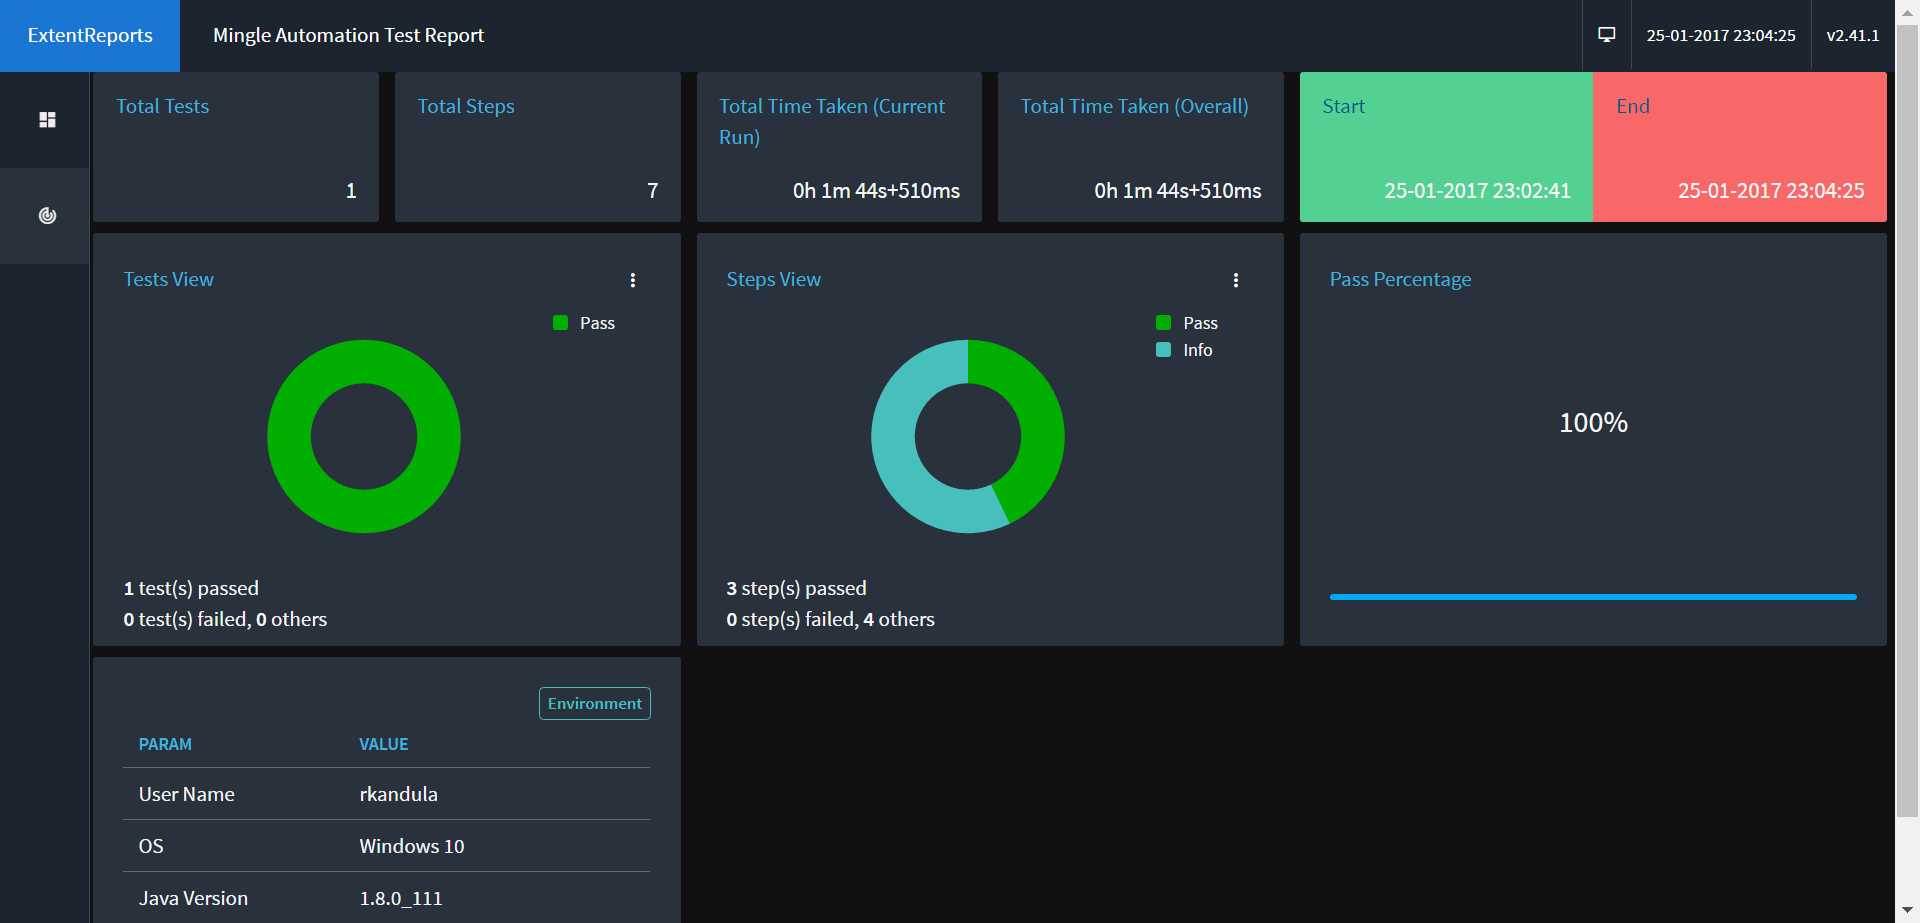 ExtentReports
Mingle Automation Test Report
25-01-2017 23:04:25
v2.41.1
Total Tests
1
Total Steps
7
Total Time Taken (Current
Run)
0h 1m 44s+510ms
Total Time Taken (Overall)
0h 1m 44s+510ms
Start
25-01-2017 23:02:41
End
25-01-2017 23:04:25
Tests View
Pass
1 test(s) passed
0 test(s) failed, 0 others
Steps View
Pass
Info
3 step(s) passed
0 step(s) failed, 4 others
Pass Percentage
100%
Environment
PARAM VALUE
User Name rkandula
OS Windows 10
Java Version 1.8.0_111